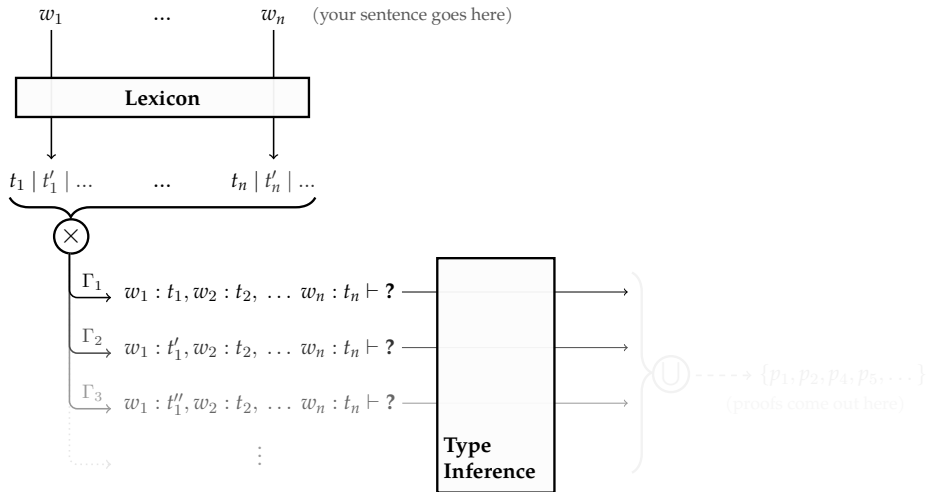 w₁ ... wₙ (your sentence goes here)
Lexicon
t₁ | t′₁ | ... ... tₙ | t′ₙ | ...
×
Γ₁ w₁ : t₁, w₂ : t₂, … wₙ : tₙ ⊢ ?
Γ₂ w₁ : t′₁, w₂ : t₂, … wₙ : tₙ ⊢ ?
⋃ {p₁, p₂, p₄, p₅, … }
Γ₃ w₁ : t″₁, w₂ : t₂, … wₙ : tₙ ⊢ ?
(proofs come out here)
⋮
Type
Inference